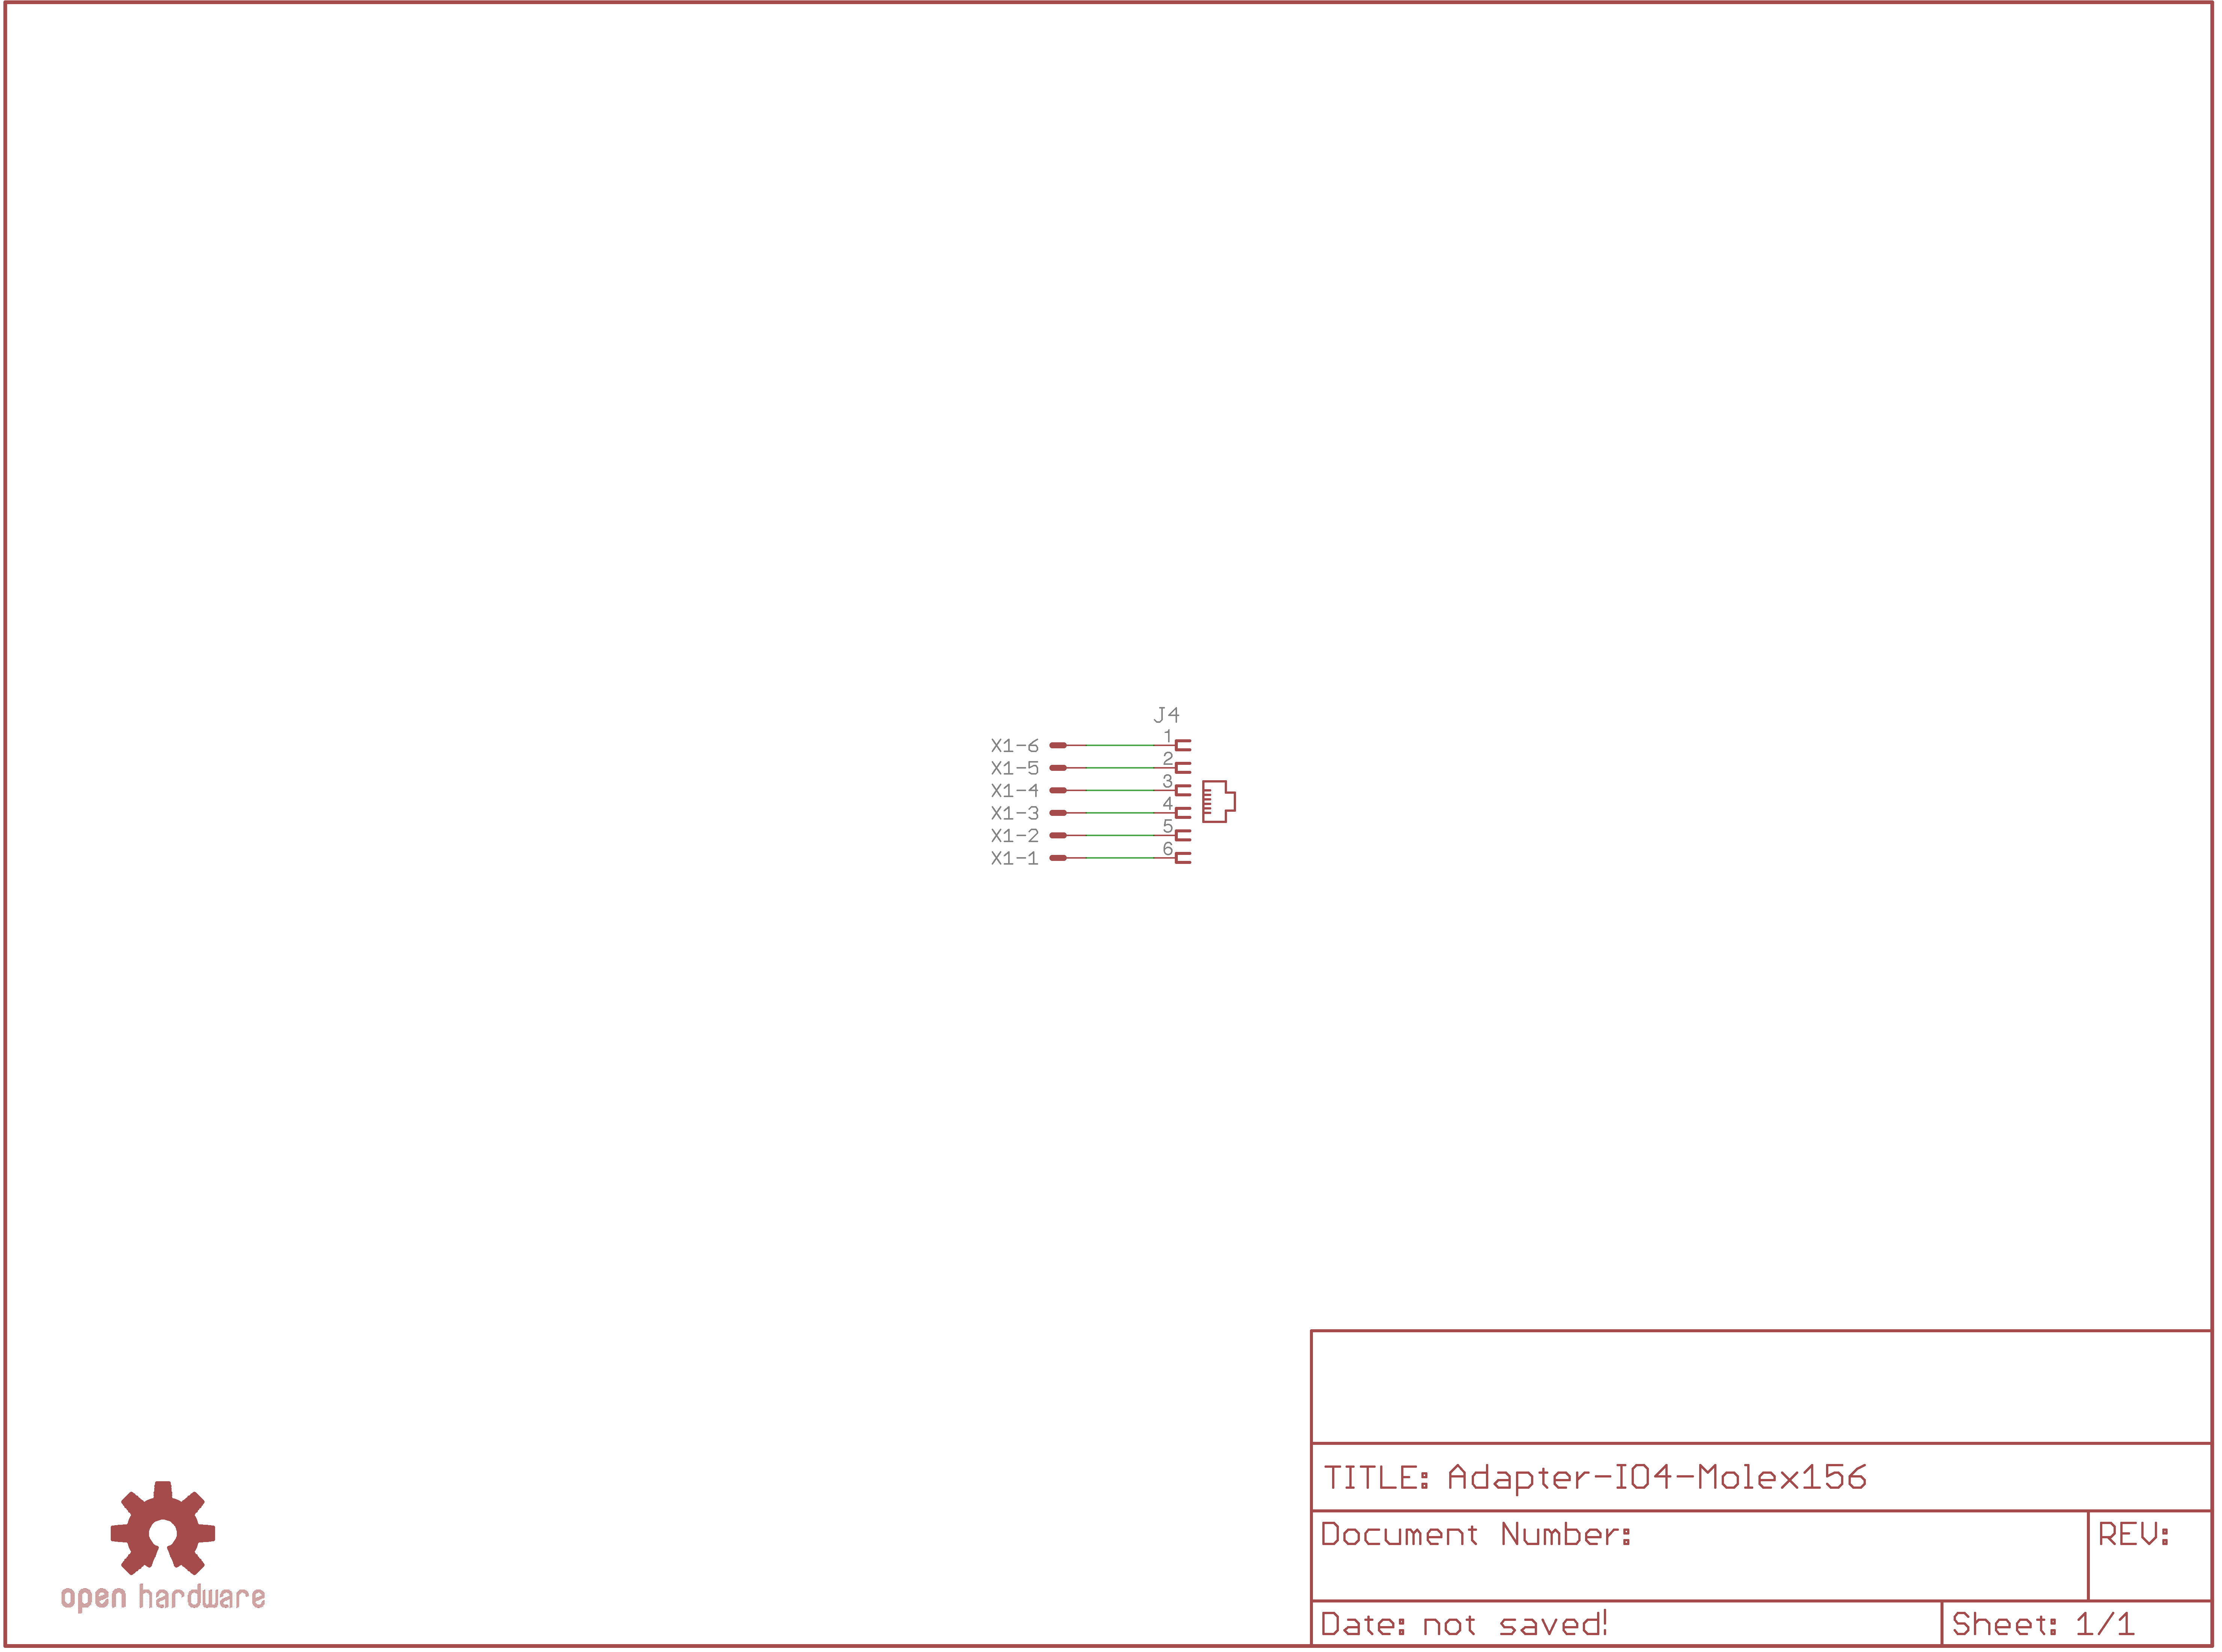 J4
X1-6 1
X1-5 2
X1-4 3
X1-3 4
X1-2 5
X1-1 6
TITLE: Adapter-IO4-Molex156
Document Number:
REV:
Date: not saved!
Sheet: 1/1
open hardware